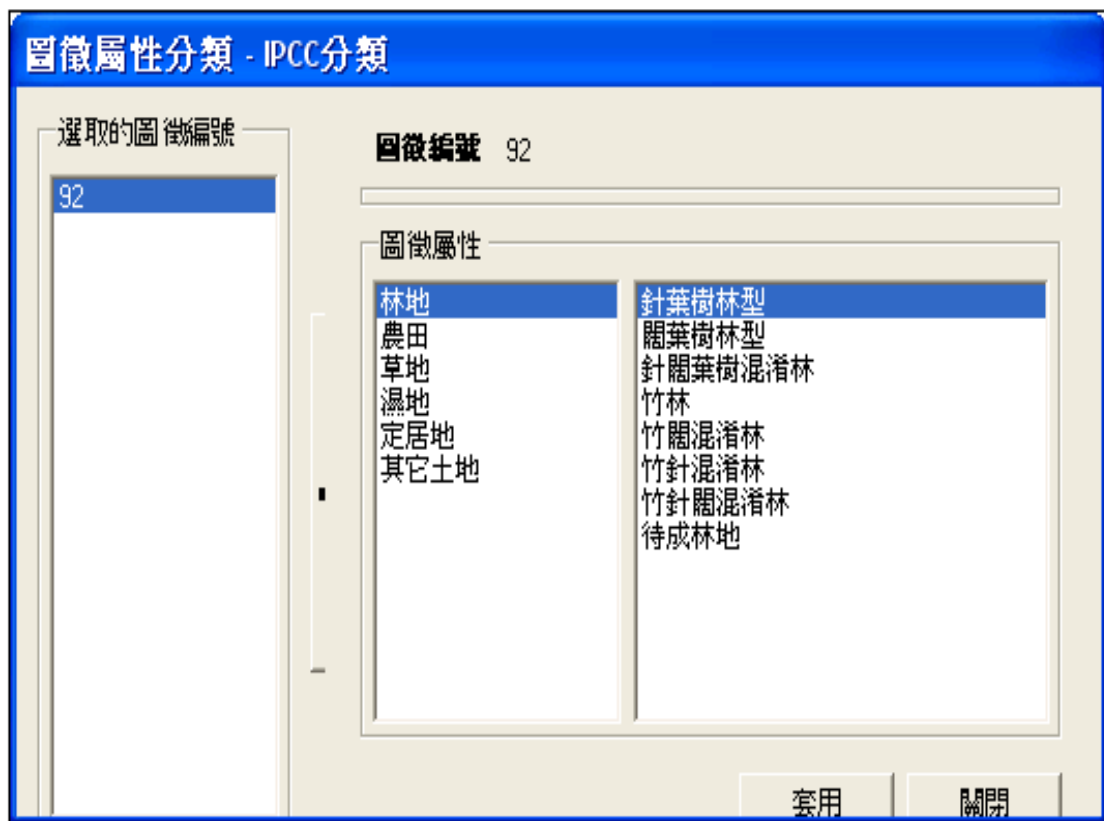 圖徵屬性分類 - IPCC分類
選取的圖徵編號
92
圖徵編號 92
圖徵屬性
林地
農田
草地
濕地
定居地
其它土地
針葉樹林型
闊葉樹林型
針闊葉樹混淆林
竹林
竹闊混淆林
竹針混淆林
竹針闊混淆林
待成林地
套用
關閉